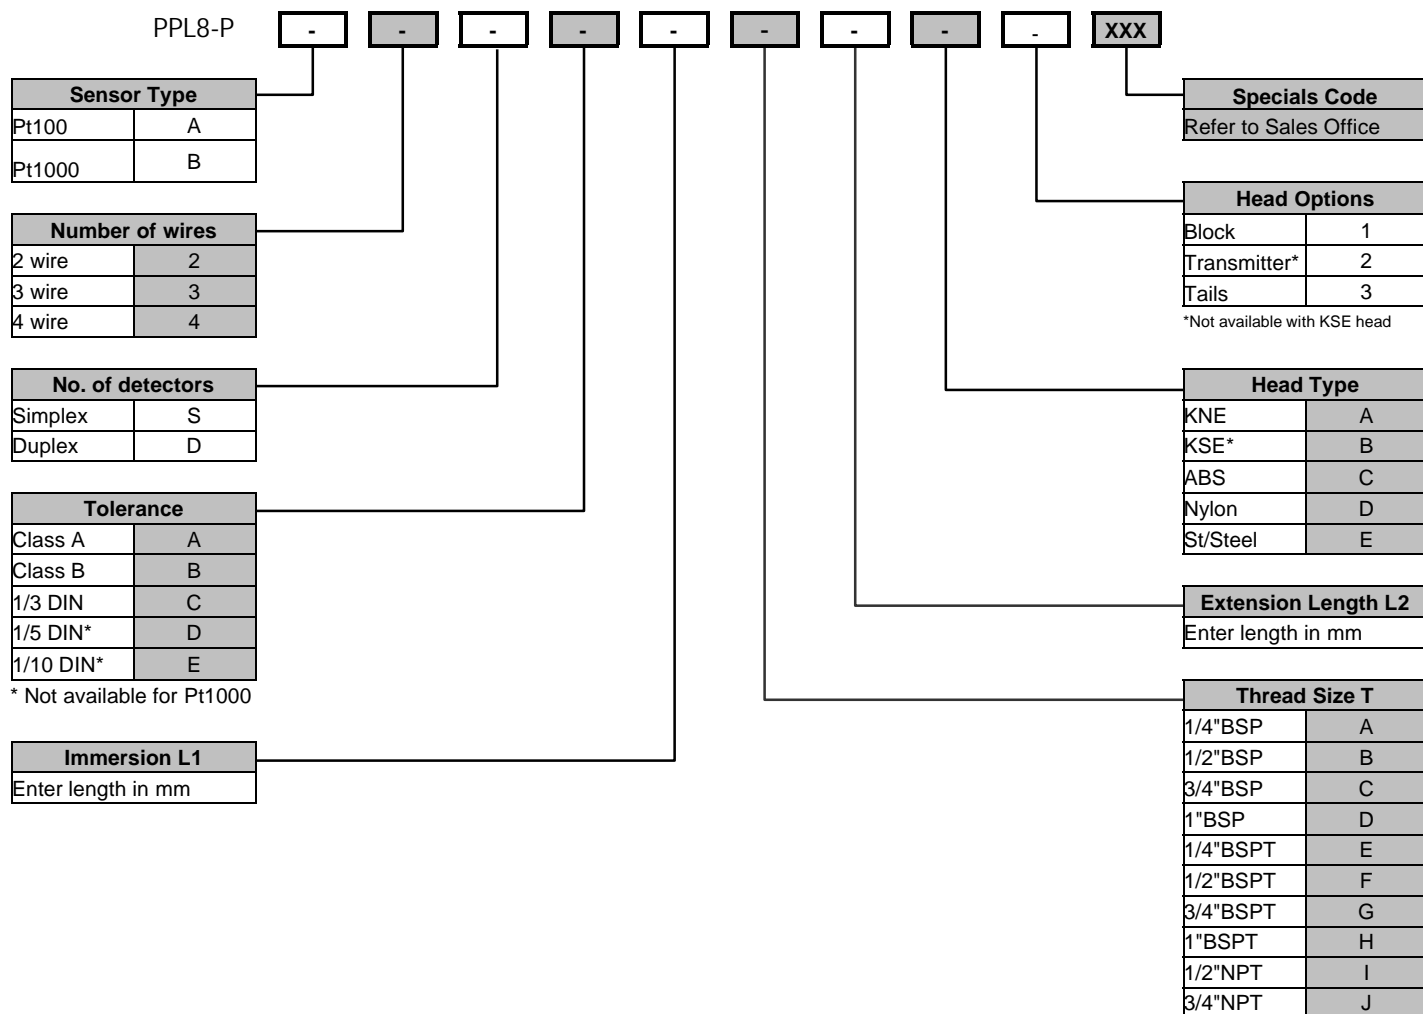 PPL8-P - - - - - - - - - XXX
Sensor Type
Pt100 A
Pt1000 B
Number of wires
2 wire 2
3 wire 3
4 wire 4
No. of detectors
Simplex S
Duplex D
Tolerance
Class A A
Class B B
1/3 DIN C
1/5 DIN* D
1/10 DIN* E
* Not available for Pt1000
Immersion L1
Enter length in mm
Specials Code
Refer to Sales Office
Head Options
Block 1
Transmitter* 2
Tails 3
*Not available with KSE head
Head Type
KNE A
KSE* B
ABS C
Nylon D
St/Steel E
Extension Length L2
Enter length in mm
Thread Size T
1/4"BSP A
1/2"BSP B
3/4"BSP C
1"BSP D
1/4"BSPT E
1/2"BSPT F
3/4"BSPT G
1"BSPT H
1/2"NPT I
3/4"NPT J